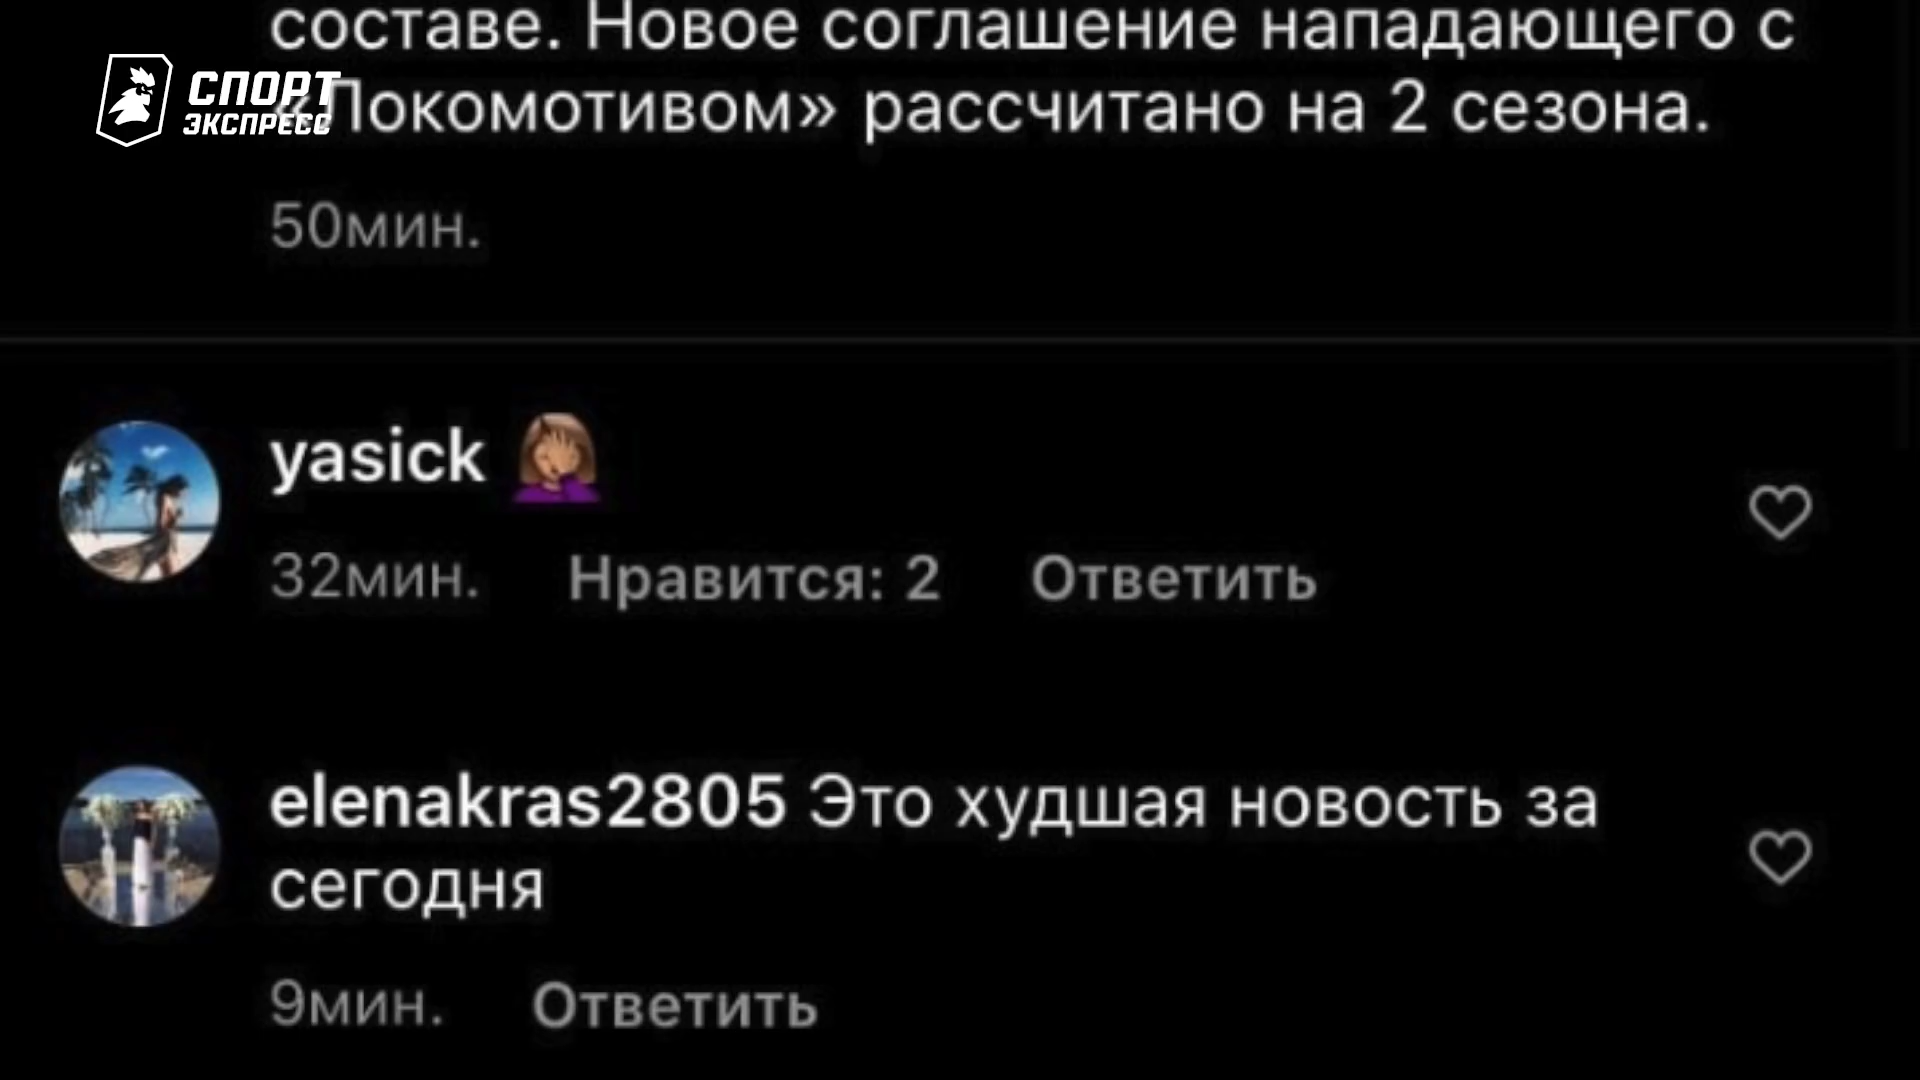 составе. Новое соглашение нападающего с
СПОРТ
ЭКСПРЕСС
«Локомотивом» рассчитано на 2 сезона.
50мин.
yasick
32мин. Нравится: 2 Ответить
elenakras2805 Это худшая новость за
сегодня
9мин. Ответить